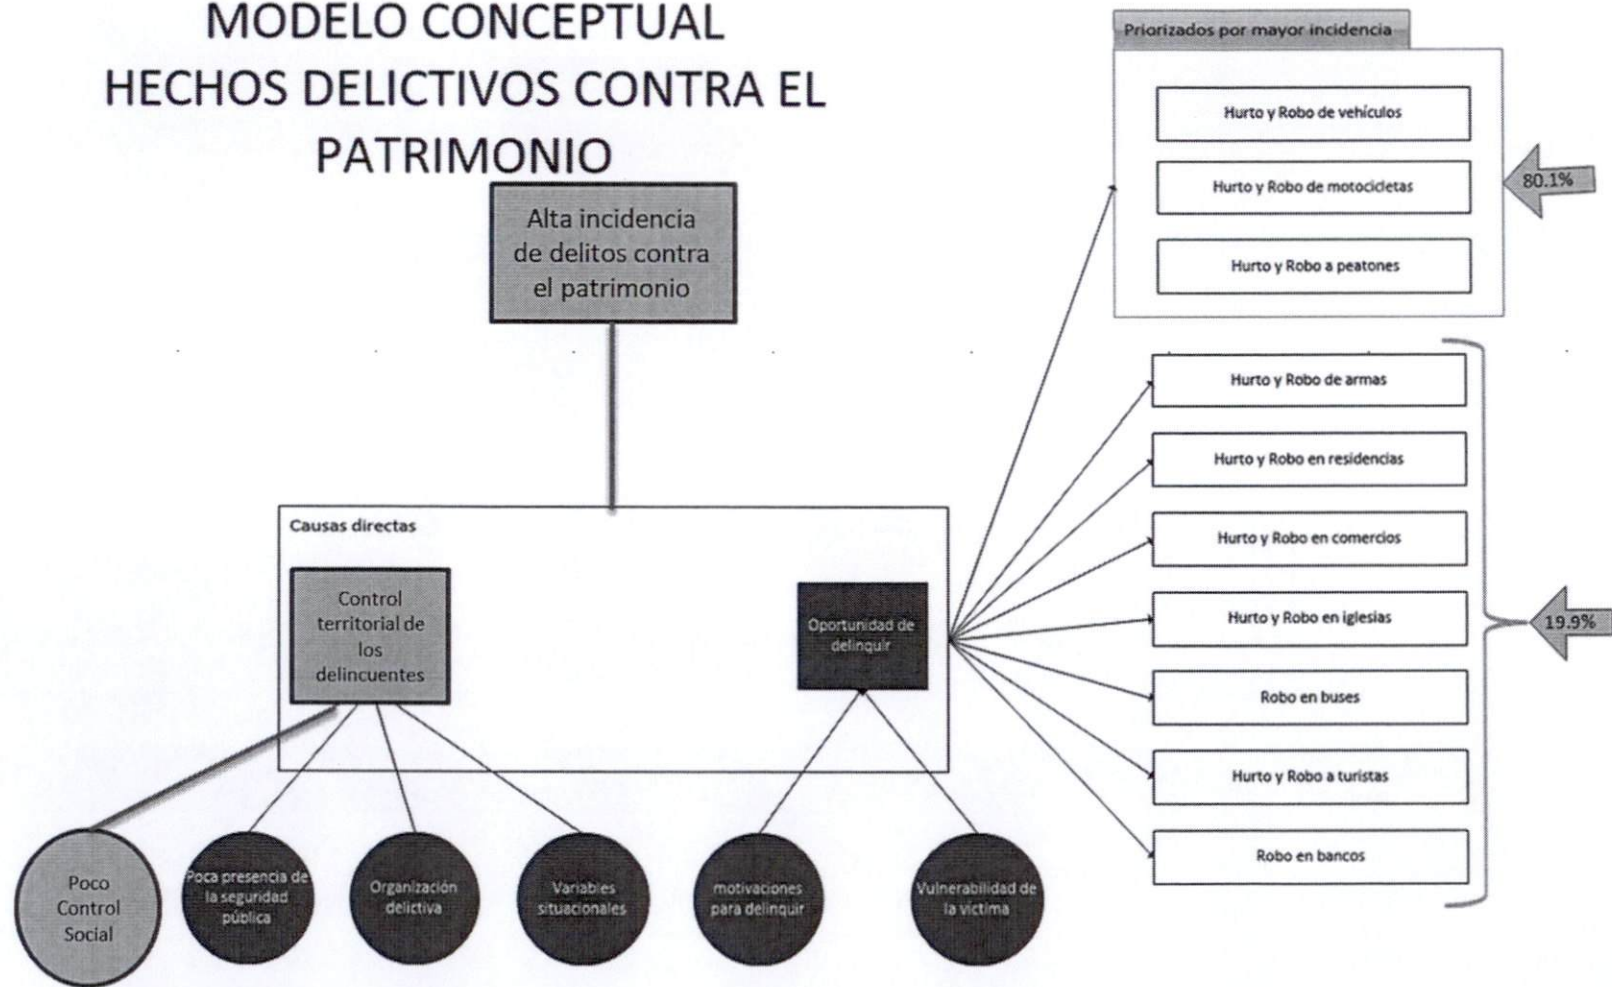 MODELO CONCEPTUAL
HECHOS DELICTIVOS CONTRA EL
PATRIMONIO
Alta incidencia
de delitos contra
el patrimonio
Causas directas
Control
territorial de
los
delincuentes
Oportunidad de
delinquir
Poco
Control
Social
Poca presencia de
la seguridad
pública
Organización
delictiva
Variables
situacionales
motivaciones
para delinquir
Vulnerabilidad de
la víctima
Priorizados por mayor incidencia
Hurto y Robo de vehículos
Hurto y Robo de motocicletas
Hurto y Robo a peatones
80.1%
Hurto y Robo de armas
Hurto y Robo en residencias
Hurto y Robo en comercios
Hurto y Robo en iglesias
Robo en buses
Hurto y Robo a turistas
Robo en bancos
19.9%